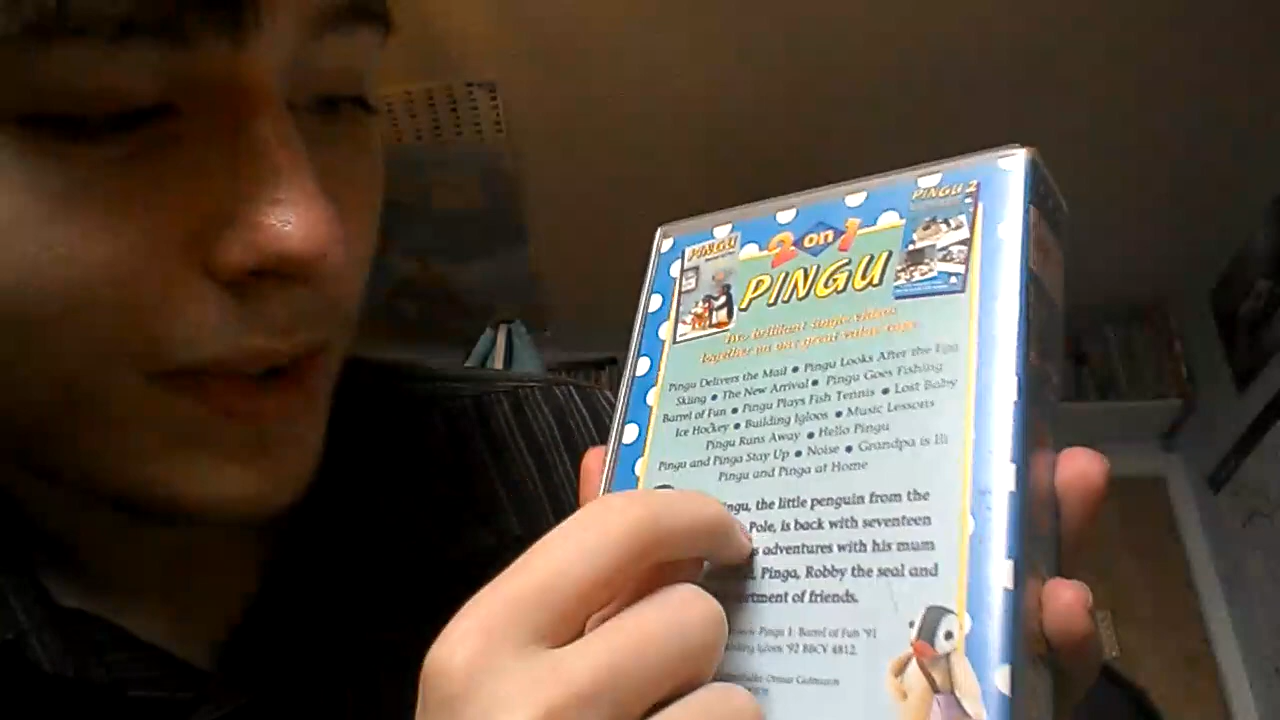 PINGU
2 on 1
PINGU 2
PINGU
Two brilliant single videos
together on one great value tape
Pingu Delivers the Mail • Pingu Looks After the Egg
Skiing • The New Arrival • Pingu Goes Fishing
Barrel of Fun • Pingu Plays Fish Tennis • Lost Baby
Ice Hockey • Building Igloos • Music Lessons
Pingu Runs Away • Hello Pingu
Pingu and Pinga Stay Up • Noise • Grandpa is Ill
Pingu and Pinga at Home
ingu, the little penguin from the
Pole, is back with seventeen
s adventures with his mum
Pinga, Robby the seal and
rtment of friends.
Pingu 1: Barrel of Fun '91
Igloos '92 BBCV 4812